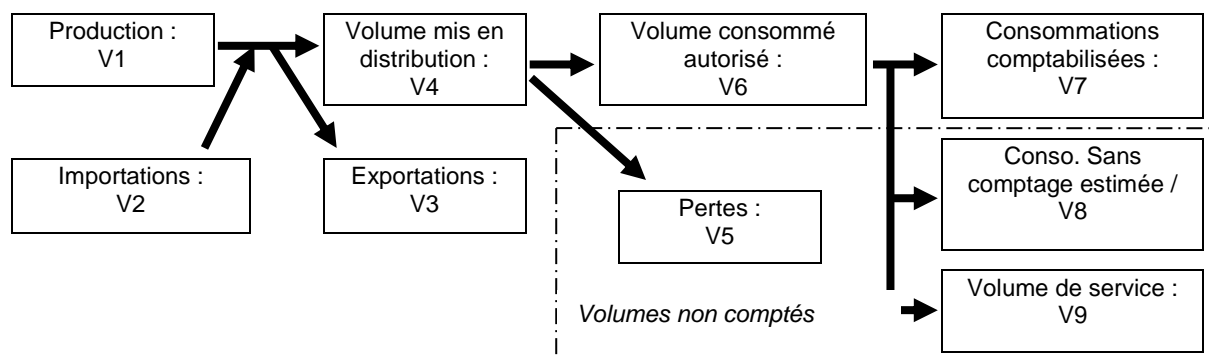 Production :
V1
Volume mis en
distribution :
V4
Volume consommé
autorisé :
V6
Consommations
comptabilisées :
V7
Importations :
V2
Exportations :
V3
Pertes :
V5
Conso. Sans
comptage estimée /
V8
Volumes non comptés
Volume de service :
V9